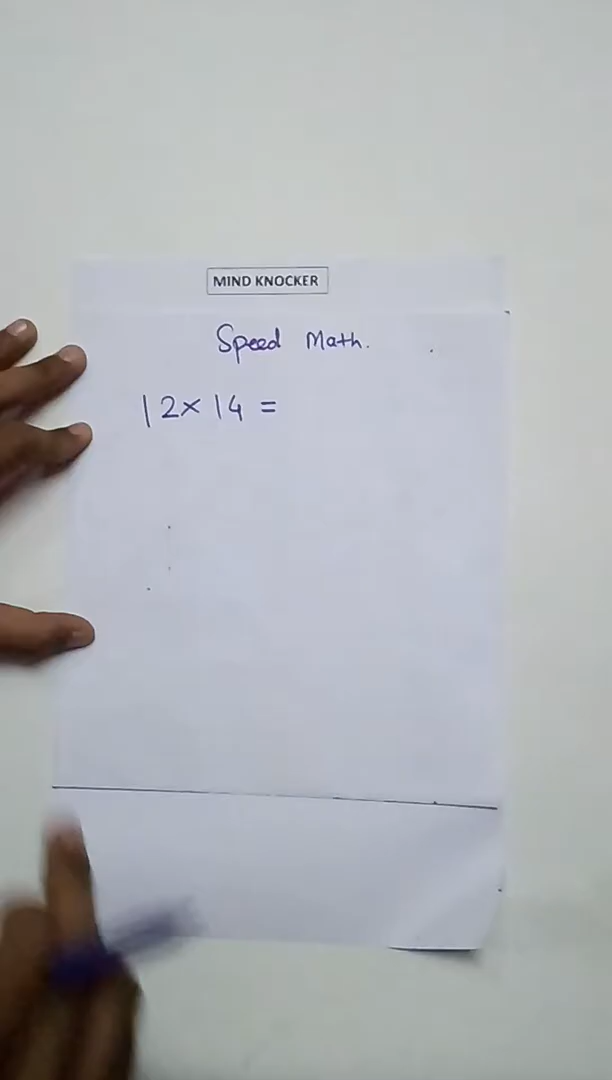 MIND KNOCKER
Speed Math.
12 × 14 =